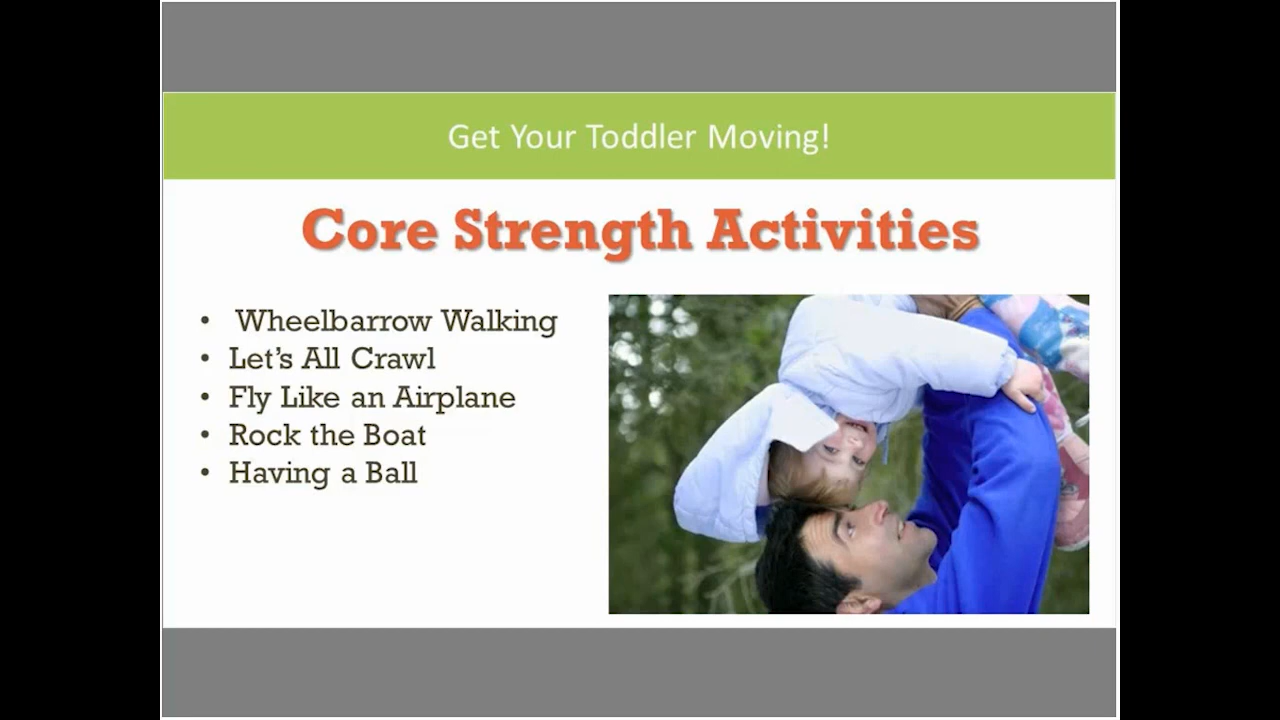 Get Your Toddler Moving!
Core Strength Activities
• Wheelbarrow Walking
• Let’s All Crawl
• Fly Like an Airplane
• Rock the Boat
• Having a Ball